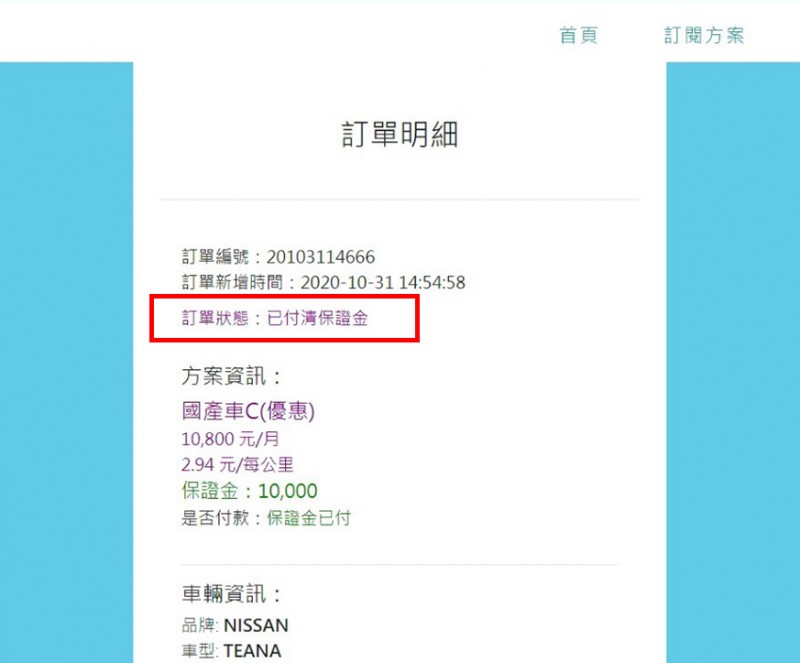 首頁 訂閱方案
訂單明細
訂單編號：20103114666
訂單新增時間：2020-10-31 14:54:58
訂單狀態：已付清保證金
方案資訊：
國產車C(優惠)
10,800 元/月
2.94 元/每公里
保證金：10,000
是否付款：保證金已付
車輛資訊：
品牌: NISSAN
車型: TEANA